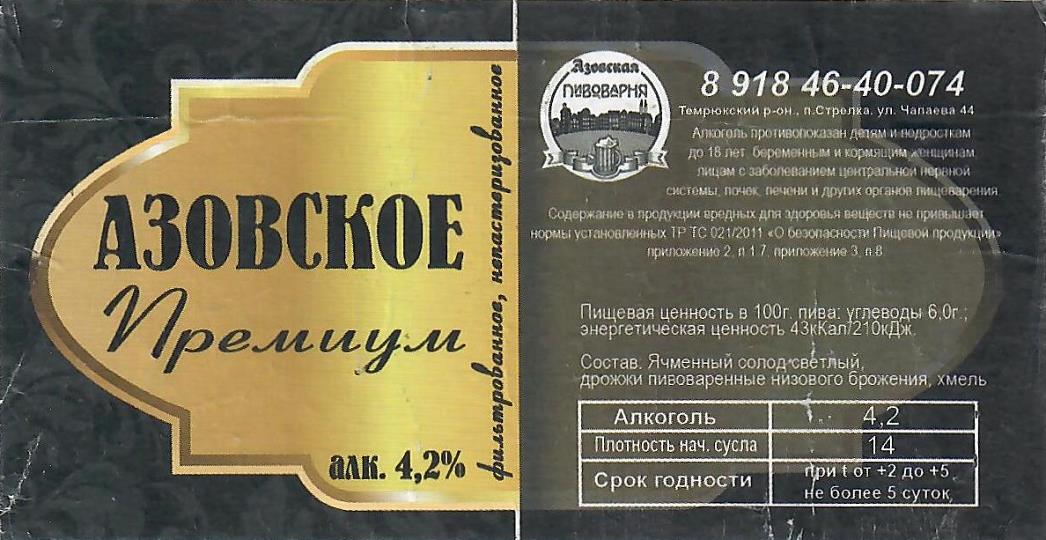 АЗОВСКОЕ
Премиум
алк. 4,2%
фильтрованное, непастеризованное
Азовская
ПИВОВАРНЯ
8 918 46-40-074
Темрюкский р-он., п.Стрелка, ул. Чапаева 44
Алкоголь противопоказан детям и подросткам
до 18 лет, беременным и кормящим женщинам,
лицам с заболеванием центральной нервной
системы, почек, печени и других органов пищеварения
Содержание в продукции вредных для здоровья веществ не привышает
нормы установленных ТР ТС 021/2011 «О безопасности Пищевой продукции»
приложение 2, п.1.7, приложение 3, п.8
Пищевая ценность в 100г. пива: углеводы 6,0г.;
энергетическая ценность 43кКал/210кДж.
Состав: Ячменный солод светлый,
дрожжи пивоваренные низового брожения, хмель
Алкоголь 4,2
Плотность нач. сусла 14
Срок годности при t от +2 до +5
не более 5 суток